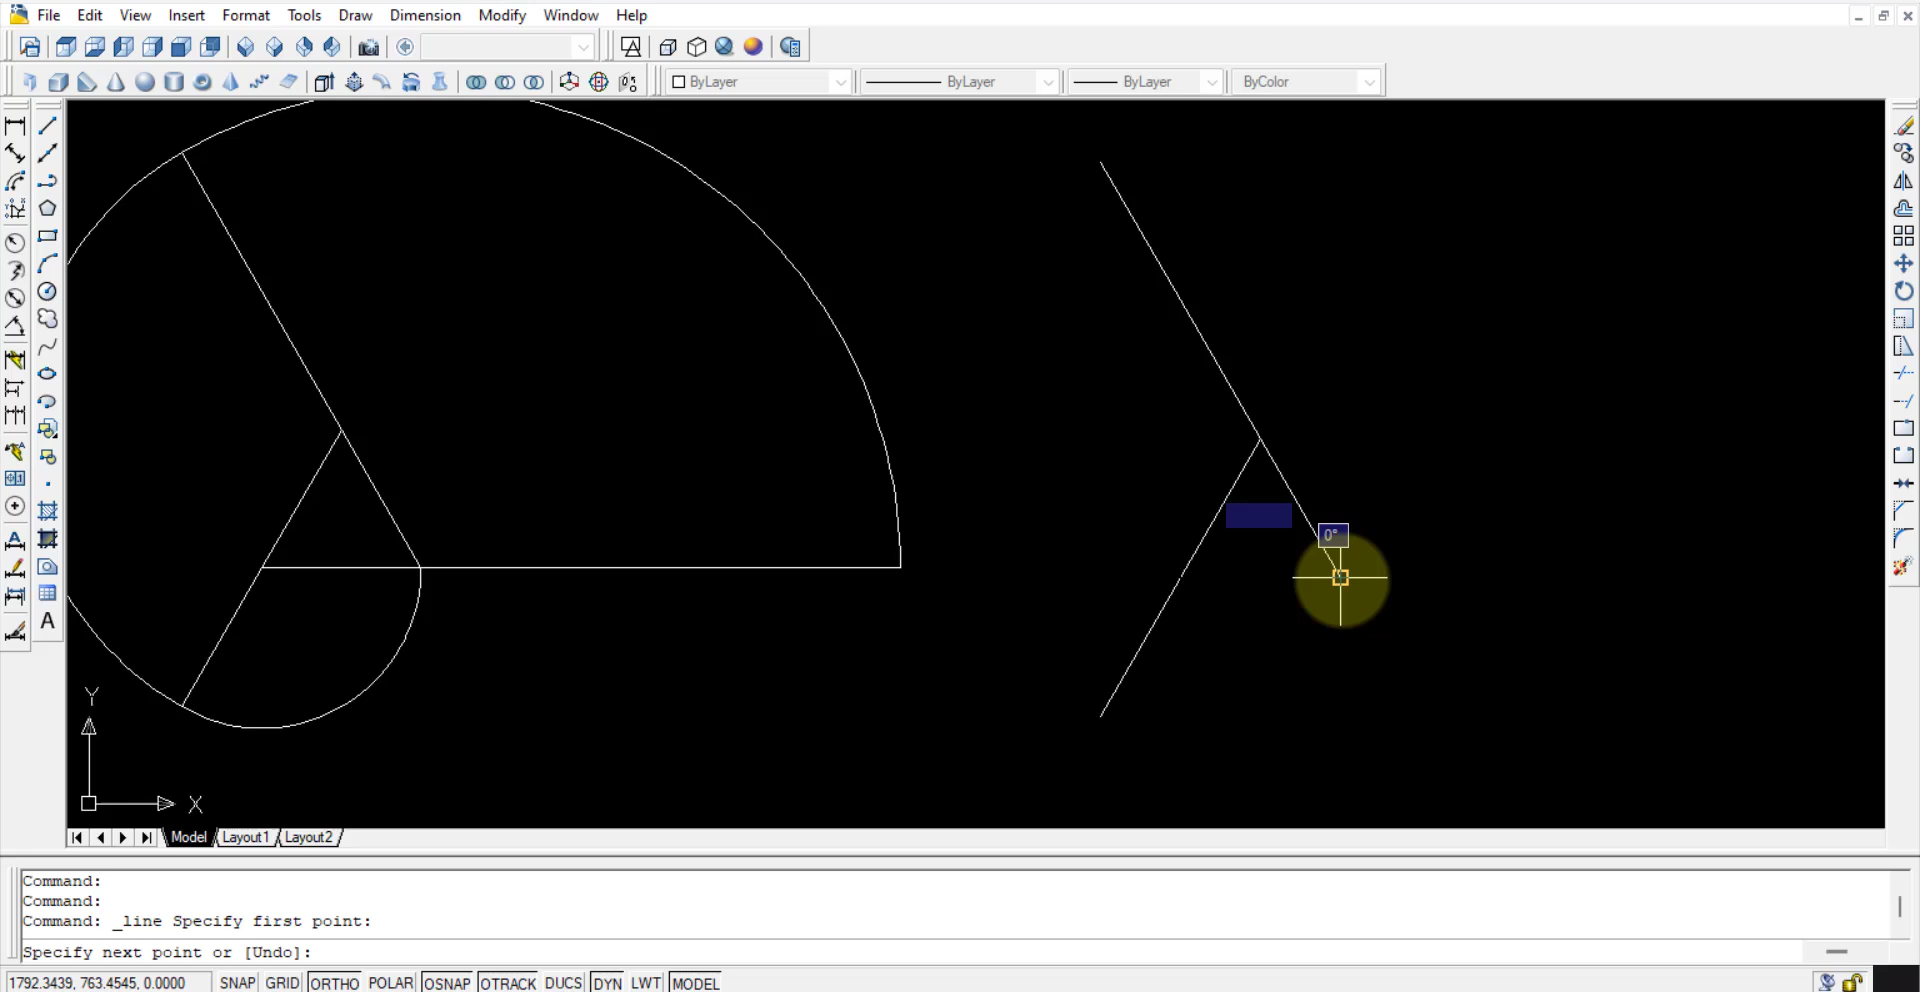 File Edit View Insert Format Tools Draw Dimension Modify Window Help
ByLayer ByLayer ByLayer ByColor
0°
Y
X
A
Model Layout1 Layout2
Command:
Command:
Command: _line Specify first point:
Specify next point or [Undo]:
1792.3439, 763.4545, 0.0000 SNAP GRID ORTHO POLAR OSNAP OTRACK DUCS DYN LWT MODEL